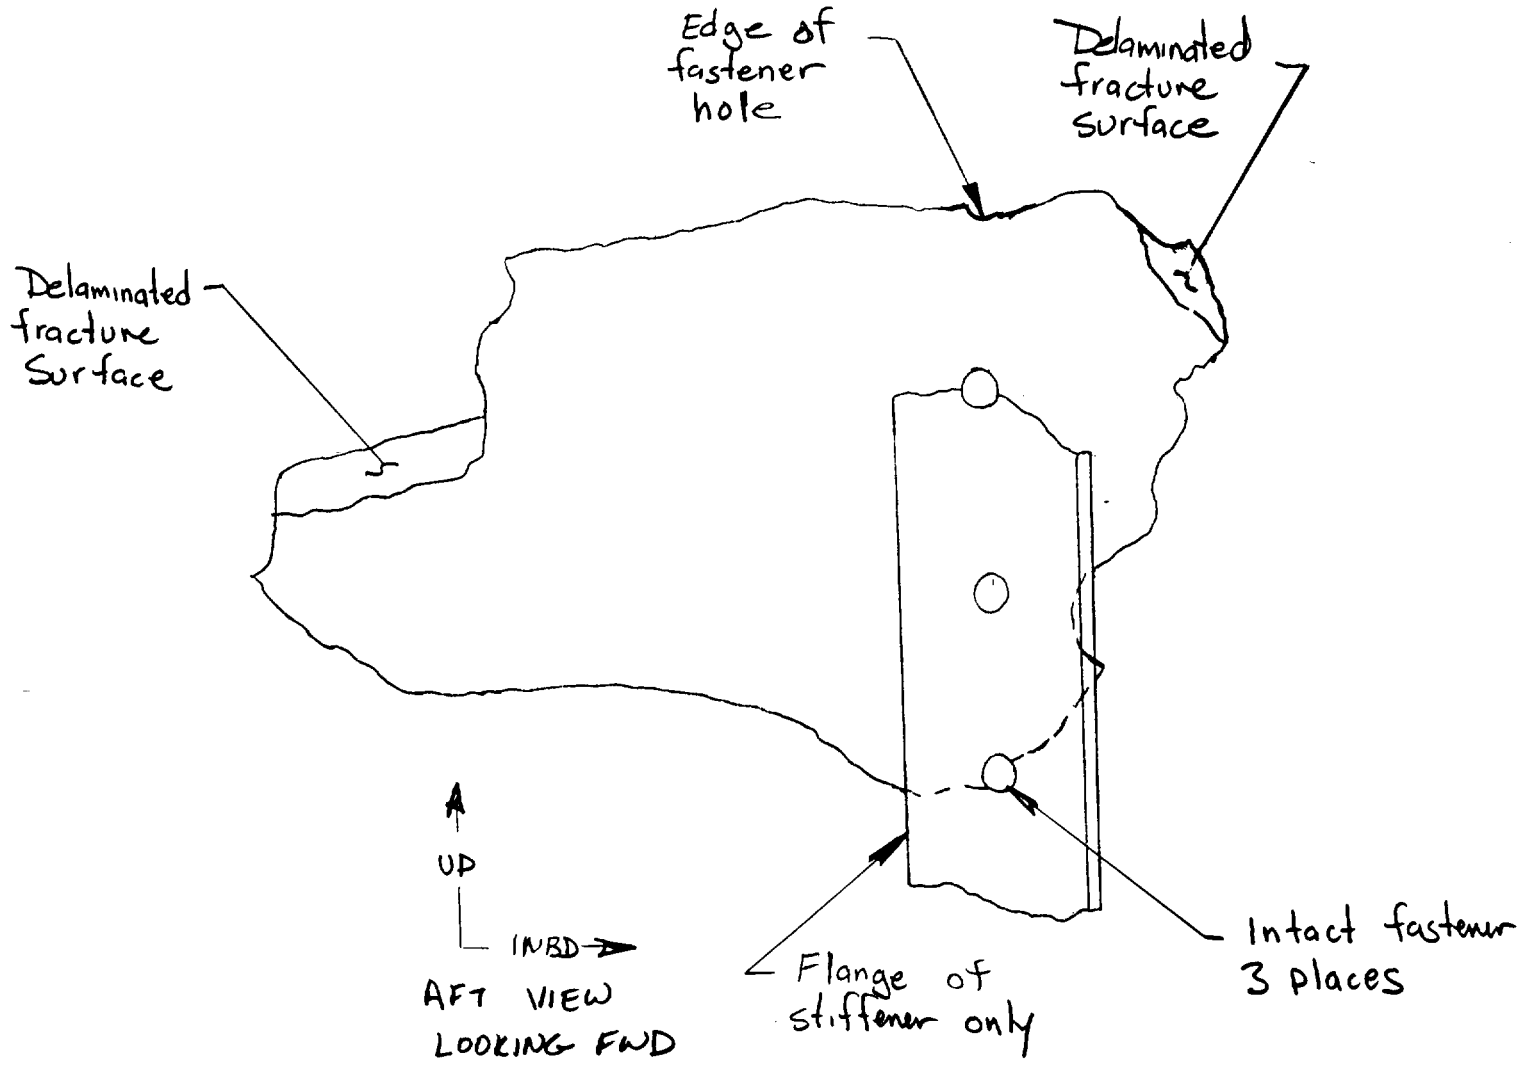 Edge of
fastener
hole
Delaminated
fracture
surface
Delaminated
fracture
Surface
UP
INBD
AFT VIEW
LOOKING FWD
Flange of
stiffener only
Intact fastener
3 places